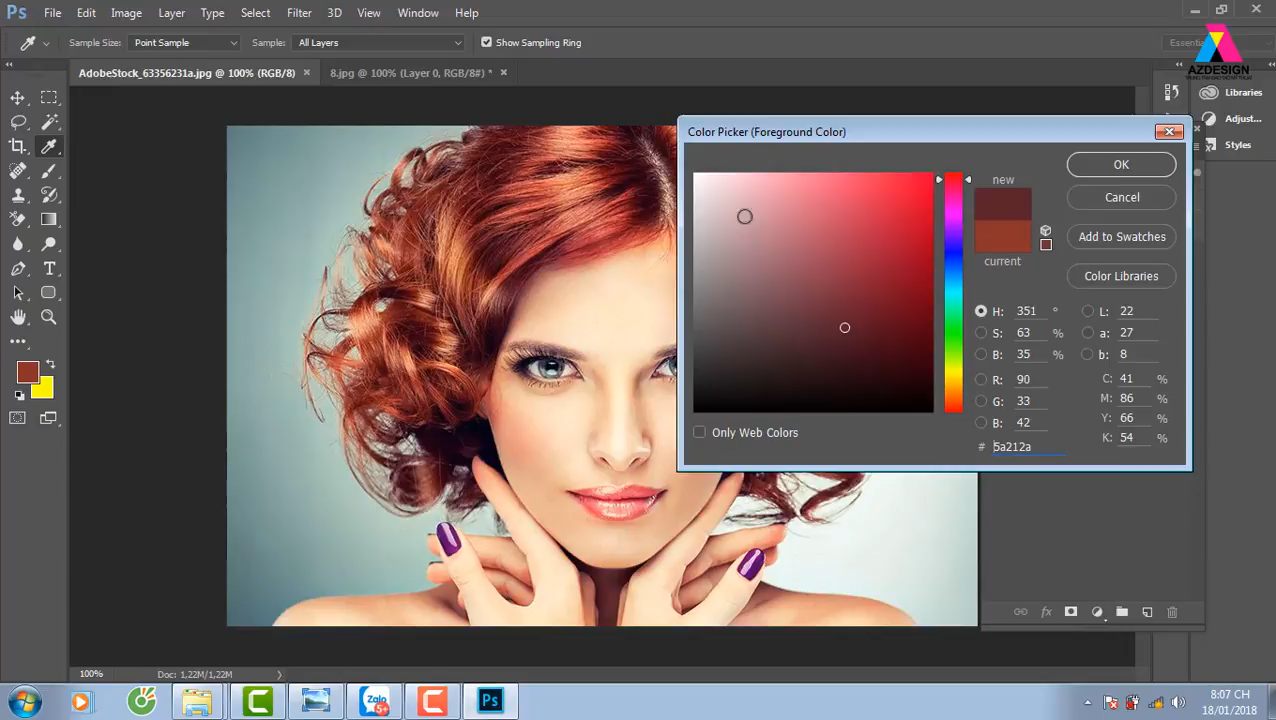 Ps File Edit Image Layer Type Select Filter 3D View Window Help
Sample Size: Point Sample Sample: All Layers Show Sampling Ring
AZDESIGN
AdobeStock_63356231a.jpg @ 100% (RGB/8) × 8.jpg @ 100% (Layer 0, RGB/8#) * ×
Libraries
Adjust...
Styles
Color Picker (Foreground Color)
new
current
OK
Cancel
Add to Swatches
Color Libraries
H: 351 ° L: 22
S: 63 % a: 27
B: 35 % b: 8
R: 90 C: 41 %
G: 33 M: 86 %
B: 42 Y: 66 %
# 5a212a K: 54 %
Only Web Colors
fx
100% Doc: 1,22M/1,22M
Zalo
5+
Ps
8:07 CH
18/01/2018